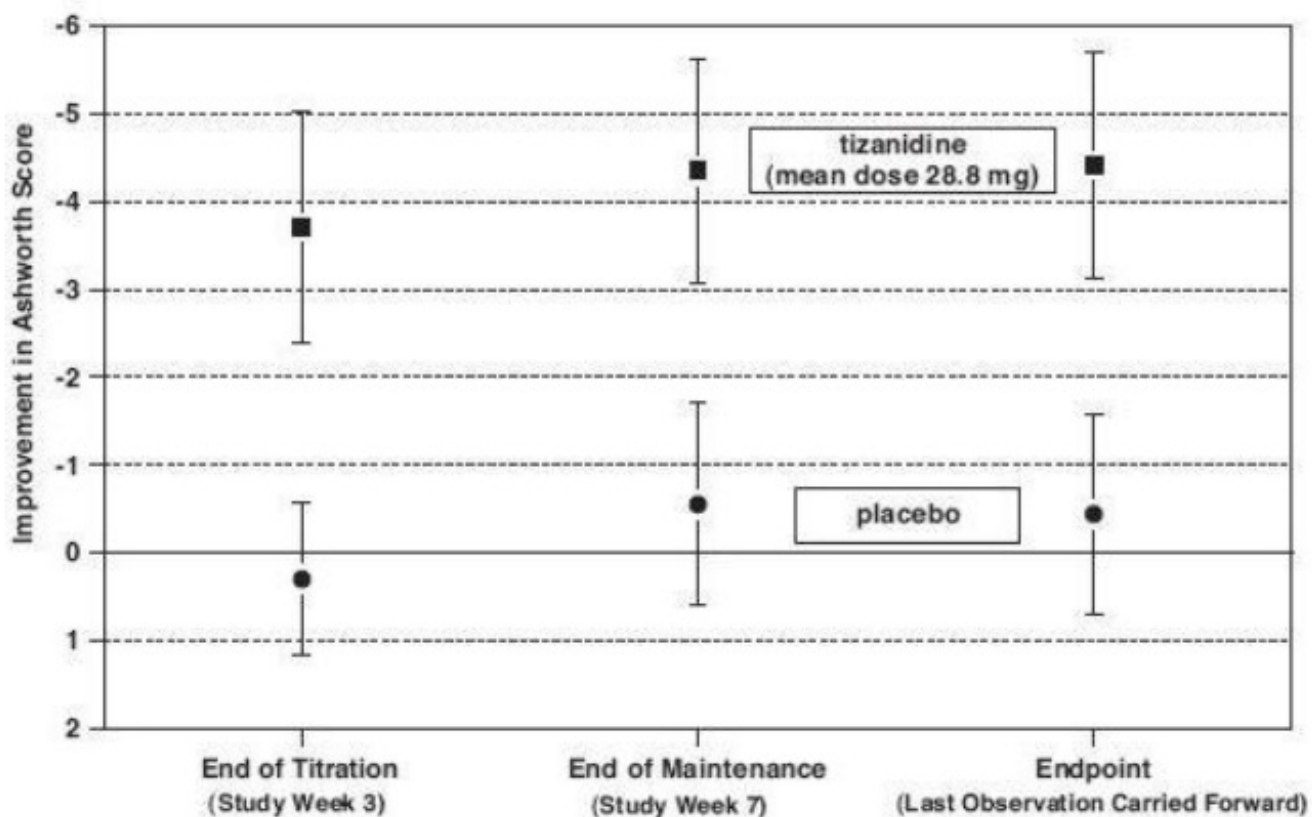 Improvement in Ashworth Score
-6
-5
-4
-3
-2
-1
0
1
2
tizanidine
(mean dose 28.8 mg)
placebo
End of Titration
(Study Week 3)
End of Maintenance
(Study Week 7)
Endpoint
(Last Observation Carried Forward)